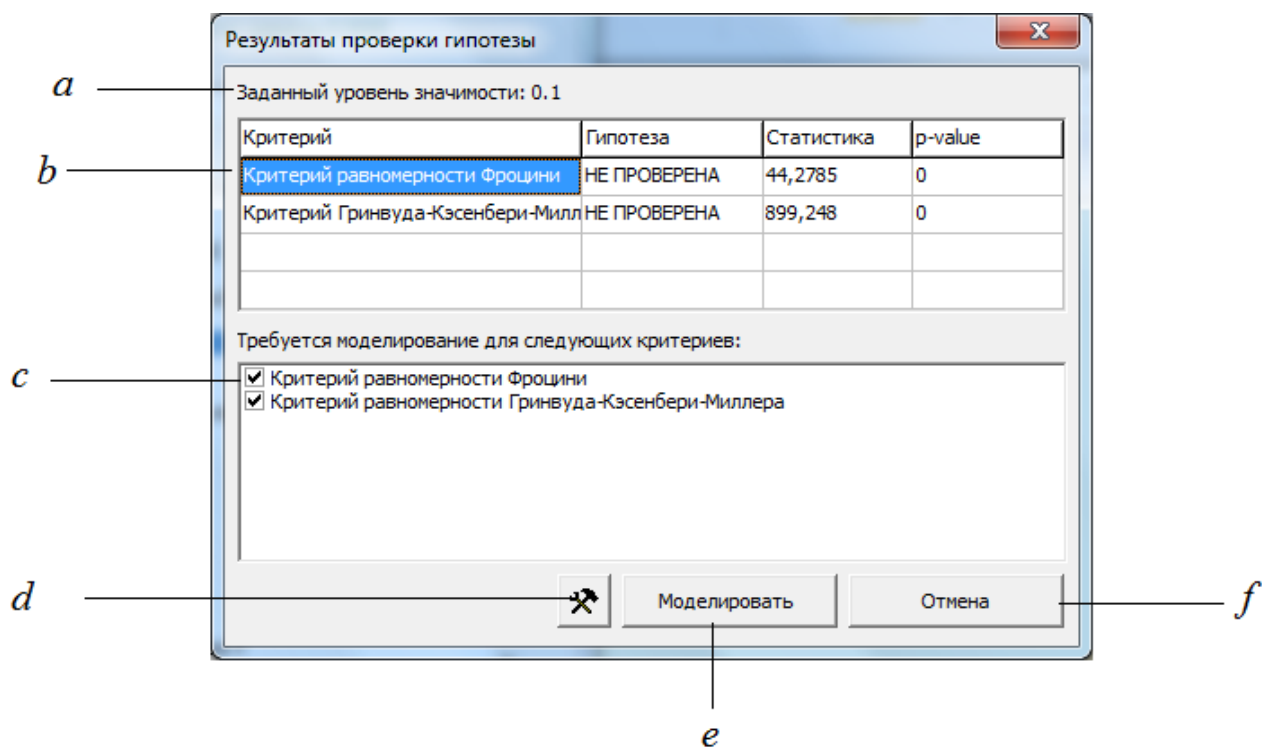 Результаты проверки гипотезы
a
Заданный уровень значимости: 0.1
Критерий Гипотеза Статистика p-value
b
Критерий равномерности Фроцини НЕ ПРОВЕРЕНА 44,2785 0
Критерий Гринвуда-Кэсенбери-Милл НЕ ПРОВЕРЕНА 899,248 0
Требуется моделирование для следующих критериев:
c
Критерий равномерности Фроцини
Критерий равномерности Гринвуда-Кэсенбери-Миллера
d
Моделировать Отмена
f
e